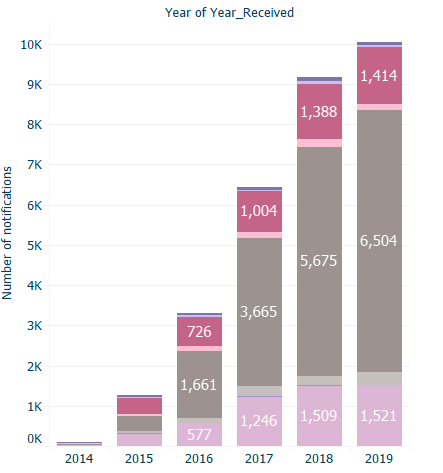 Year of Year_Received
Number of notifications
10K
9K
8K
7K
6K
5K
4K
3K
2K
1K
0K
726
1,661
577
1,004
3,665
1,246
1,388
5,675
1,509
1,414
6,504
1,521
2014 2015 2016 2017 2018 2019